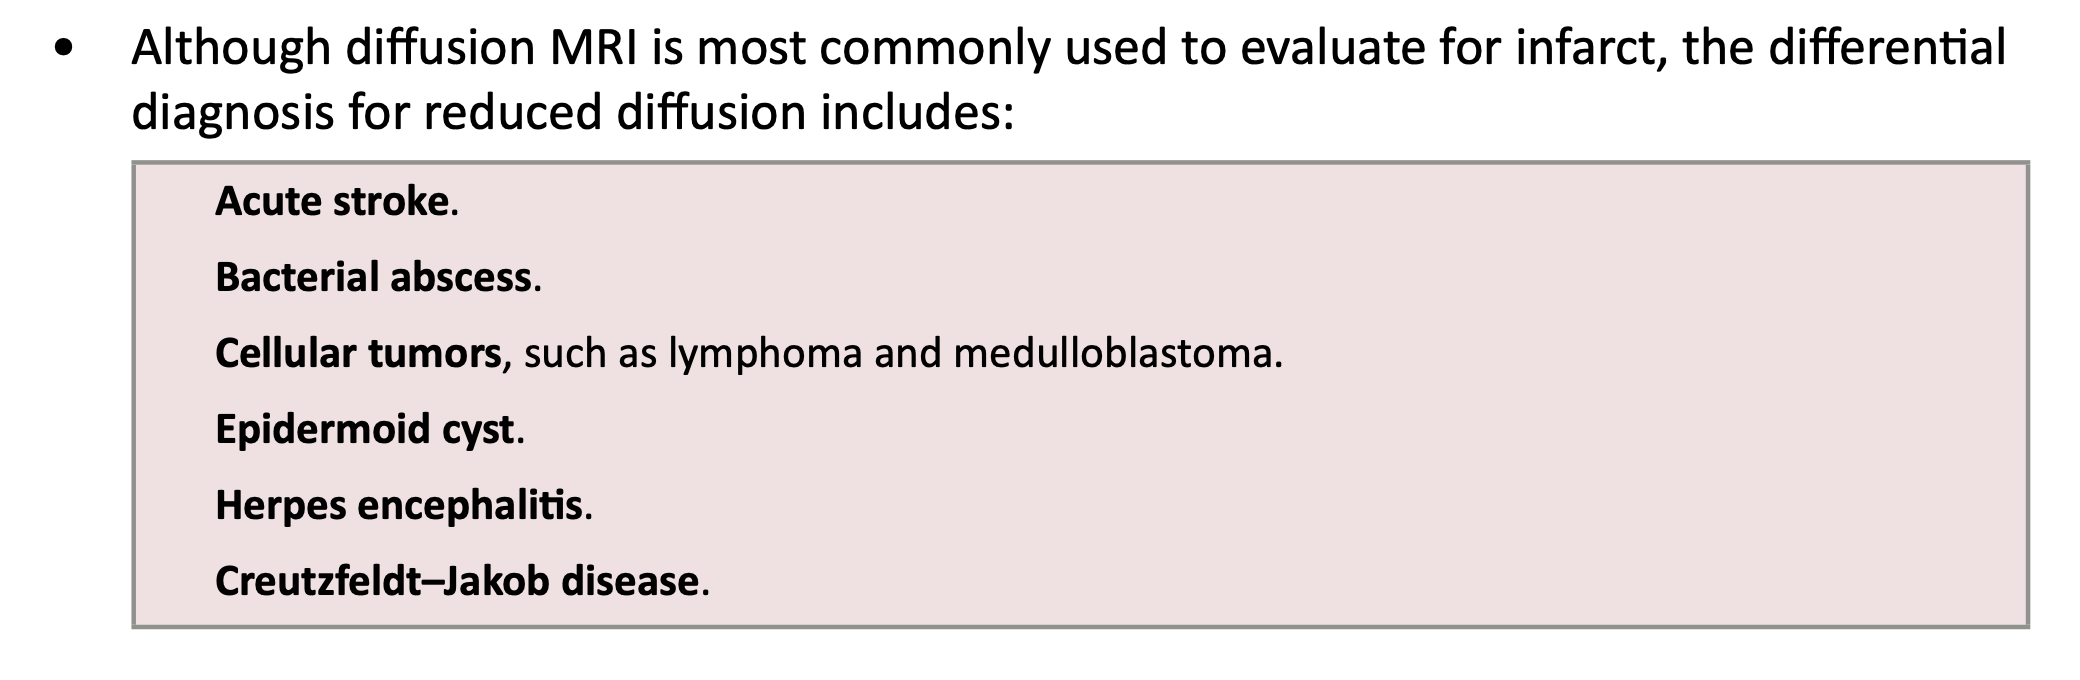 • Although diffusion MRI is most commonly used to evaluate for infarct, the differential
diagnosis for reduced diffusion includes:
Acute stroke.
Bacterial abscess.
Cellular tumors, such as lymphoma and medulloblastoma.
Epidermoid cyst.
Herpes encephalitis.
Creutzfeldt–Jakob disease.